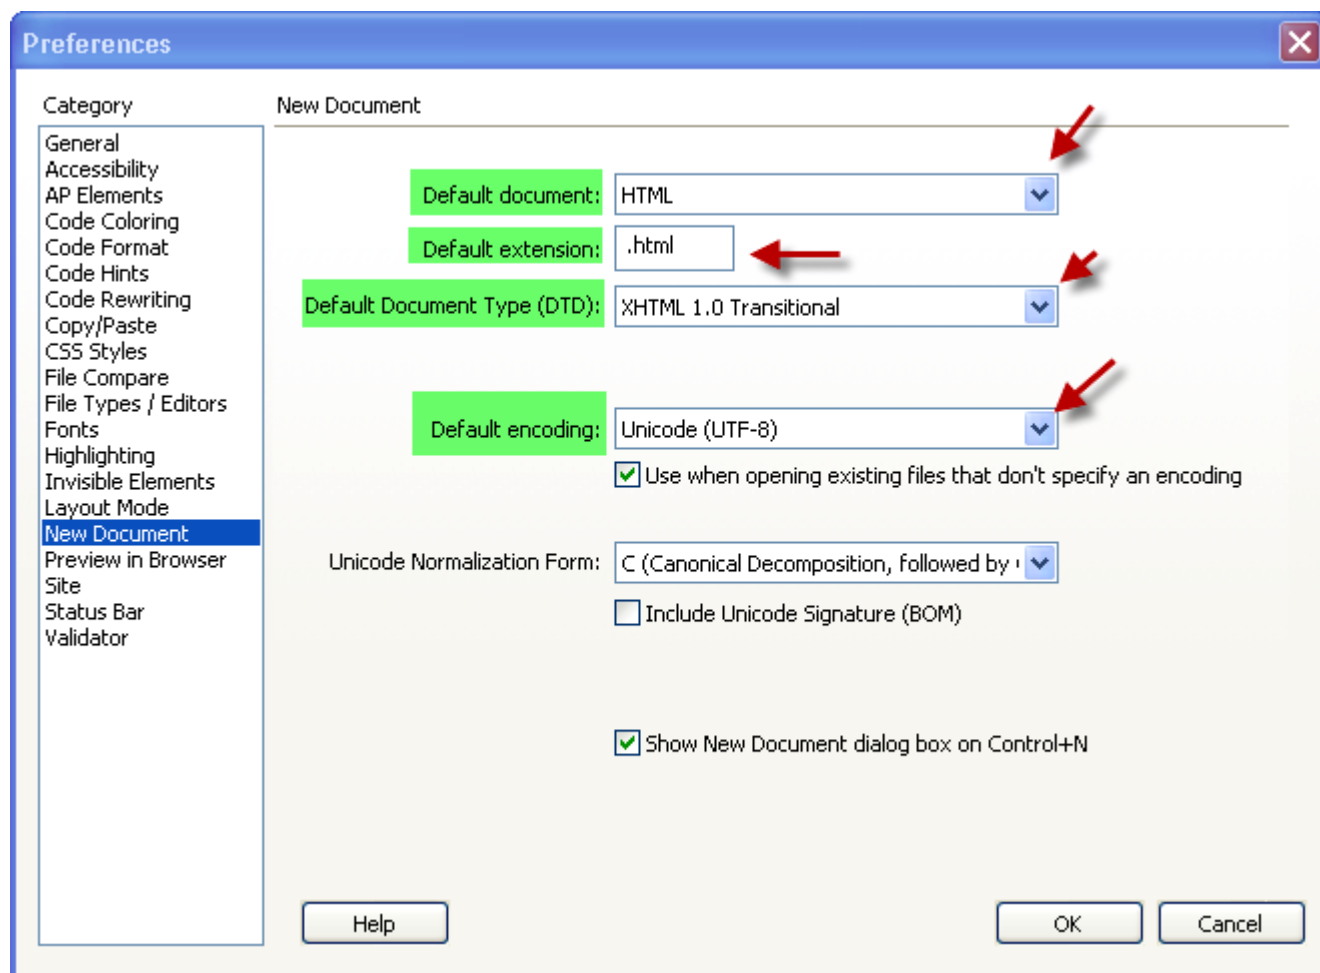 Preferences
Category
New Document
General
Accessibility
AP Elements
Code Coloring
Code Format
Code Hints
Code Rewriting
Copy/Paste
CSS Styles
File Compare
File Types / Editors
Fonts
Highlighting
Invisible Elements
Layout Mode
New Document
Preview in Browser
Site
Status Bar
Validator
Default document: HTML
Default extension: .html
Default Document Type (DTD): XHTML 1.0 Transitional
Default encoding: Unicode (UTF-8)
Use when opening existing files that don't specify an encoding
Unicode Normalization Form: C (Canonical Decomposition, followed by
Include Unicode Signature (BOM)
Show New Document dialog box on Control+N
Help
OK
Cancel